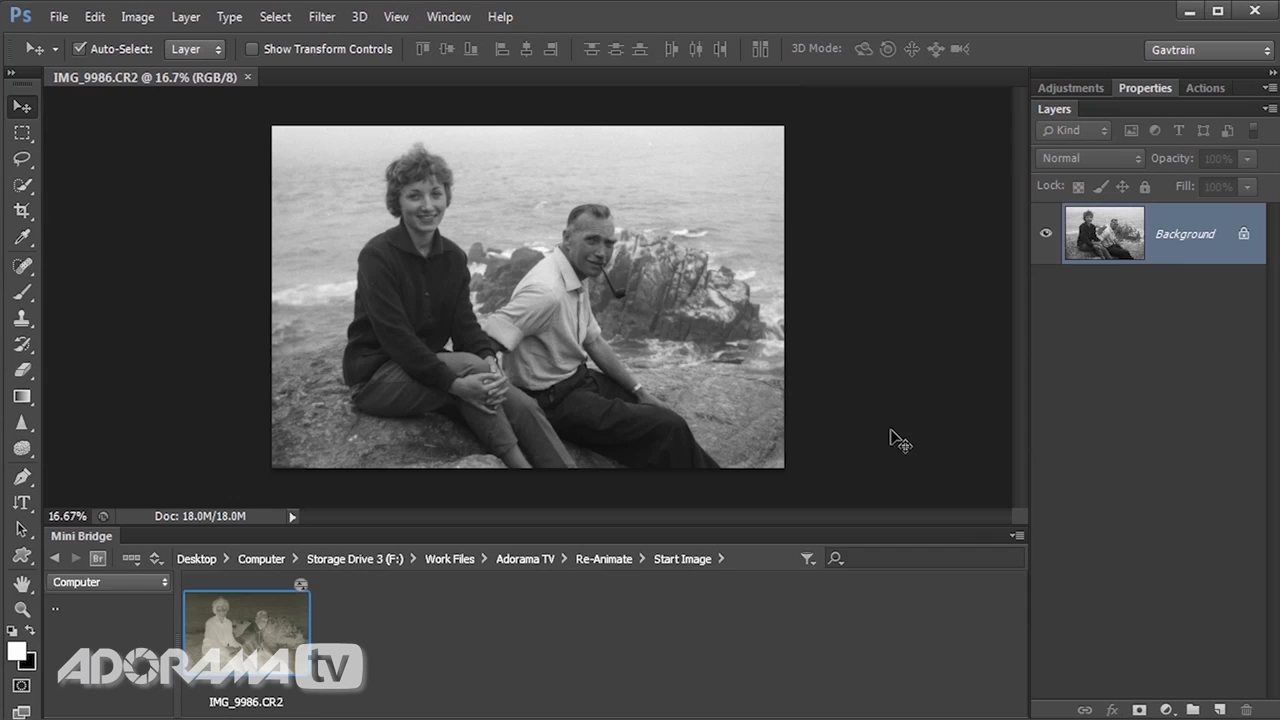 Ps File Edit Image Layer Type Select Filter 3D View Window Help
Auto-Select: Layer Show Transform Controls 3D Mode: Gavtrain
IMG_9986.CR2 @ 16.7% (RGB/8) ×
Adjustments Properties Actions
Layers
Kind
Normal Opacity: 100%
Lock: Fill: 100%
Background
16.67% Doc: 18.0M/18.0M
Mini Bridge
Br Desktop Computer Storage Drive 3 (F:) Work Files Adorama TV Re-Animate Start Image
Computer
..
ADORAMA tv
IMG_9986.CR2
fx